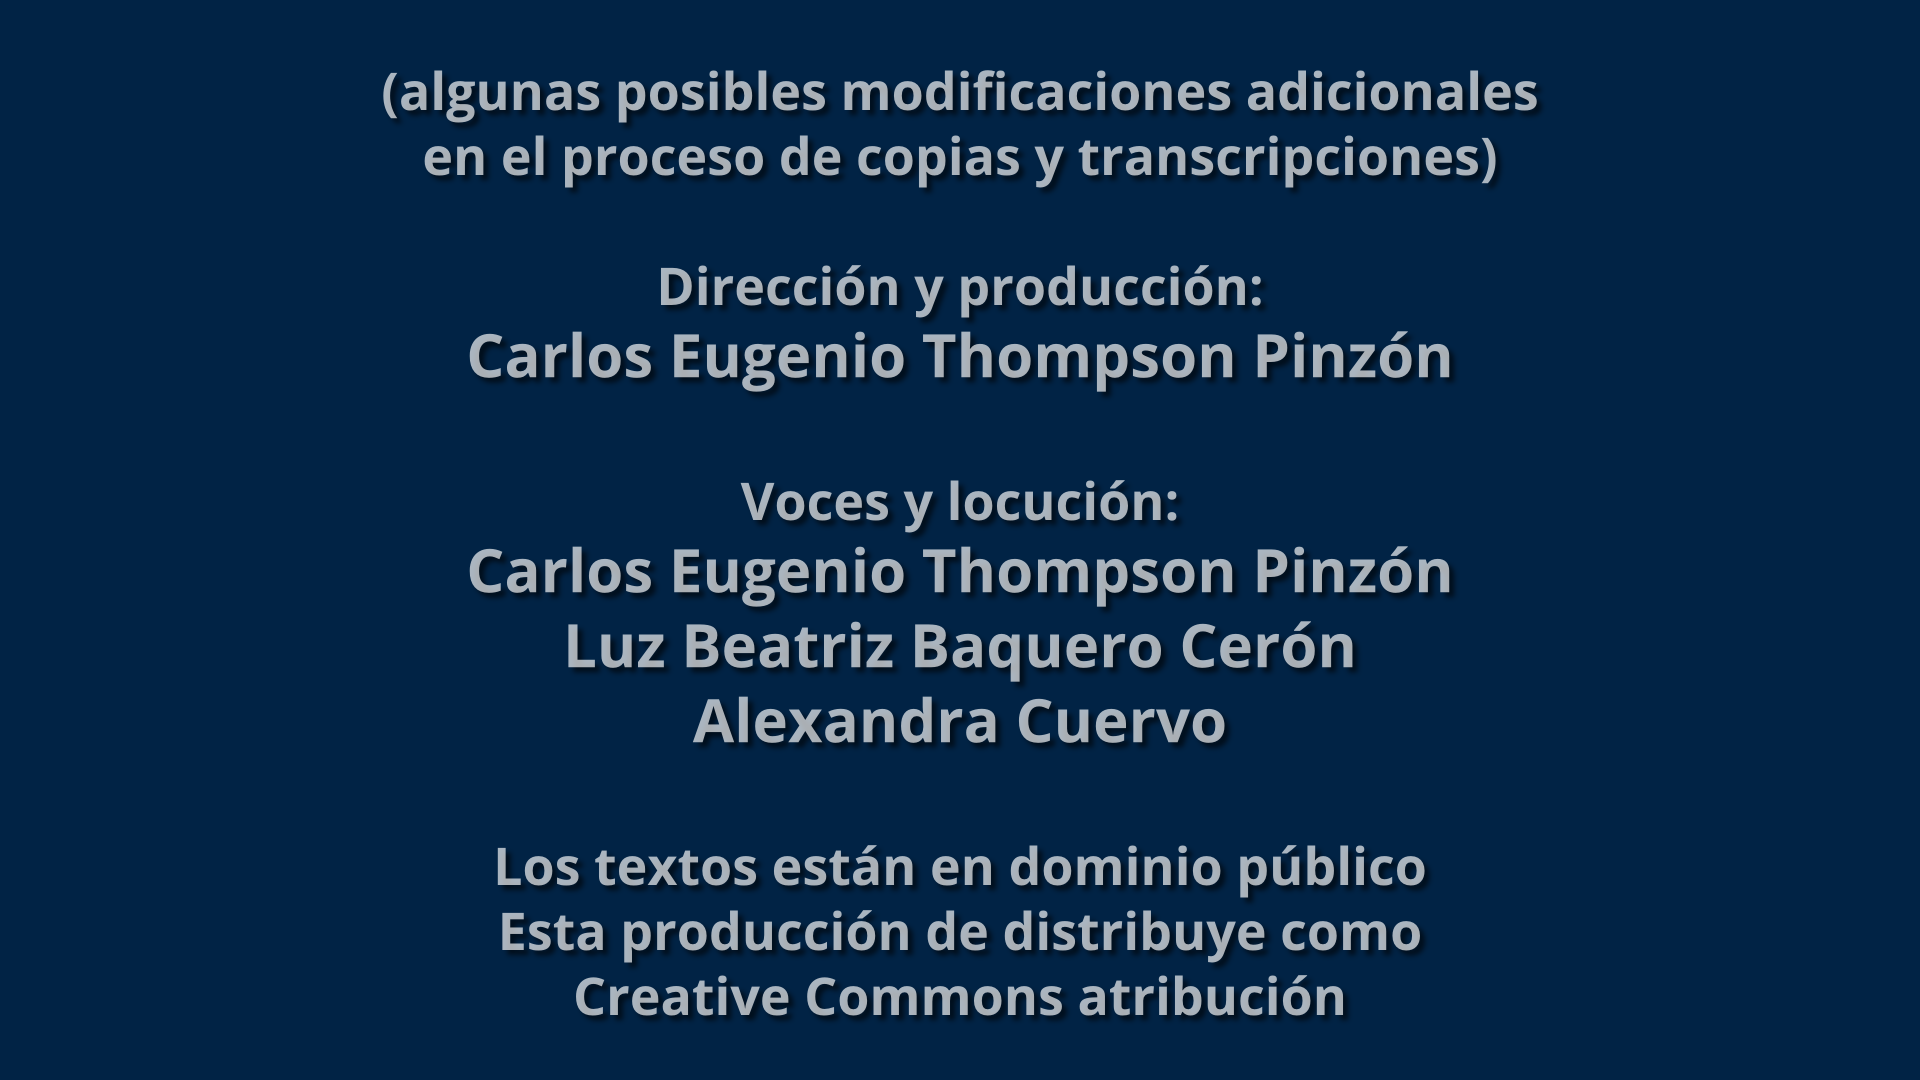 (algunas posibles modificaciones adicionales
en el proceso de copias y transcripciones)
Dirección y producción:
Carlos Eugenio Thompson Pinzón
Voces y locución:
Carlos Eugenio Thompson Pinzón
Luz Beatriz Baquero Cerón
Alexandra Cuervo
Los textos están en dominio público
Esta producción de distribuye como
Creative Commons atribución